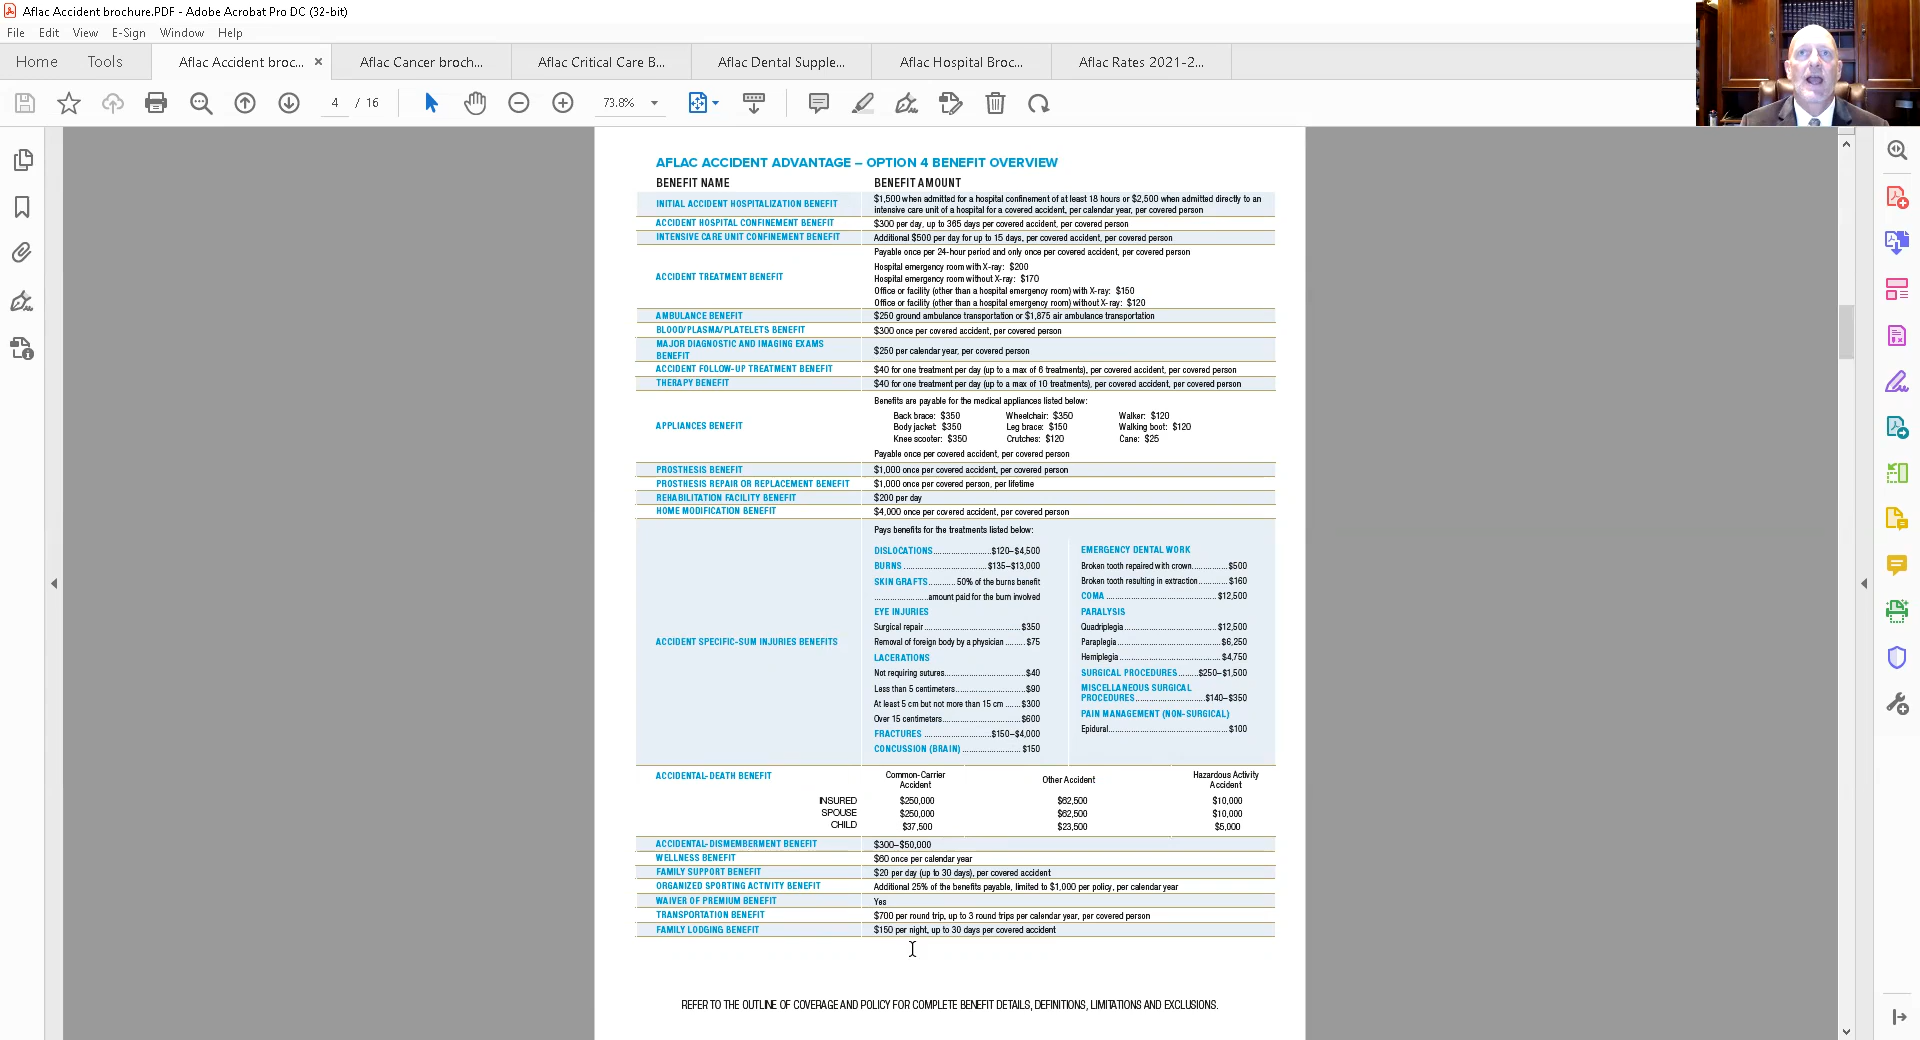 Aflac Accident brochure.PDF - Adobe Acrobat Pro DC (32-bit)
File Edit View E-Sign Window Help
Home Tools Aflac Accident broc... × Aflac Cancer broch... Aflac Critical Care B... Aflac Dental Supple... Aflac Hospital Broc... Aflac Rates 2021-2...
4 / 16 73.8%
AFLAC ACCIDENT ADVANTAGE – OPTION 4 BENEFIT OVERVIEW
BENEFIT NAME BENEFIT AMOUNT
INITIAL ACCIDENT HOSPITALIZATION BENEFIT $1,500 when admitted for a hospital confinement of at least 18 hours or $2,500 when admitted directly to an
intensive care unit of a hospital for a covered accident, per calendar year, per covered person
ACCIDENT HOSPITAL CONFINEMENT BENEFIT $300 per day, up to 365 days per covered accident, per covered person
INTENSIVE CARE UNIT CONFINEMENT BENEFIT Additional $500 per day for up to 15 days, per covered accident, per covered person
ACCIDENT TREATMENT BENEFIT
Payable once per 24-hour period and only once per covered accident, per covered person
Hospital emergency room with X-ray: $200
Hospital emergency room without X-ray: $170
Office or facility (other than a hospital emergency room) with X-ray: $150
Office or facility (other than a hospital emergency room) without X-ray: $120
AMBULANCE BENEFIT $250 ground ambulance transportation or $1,875 air ambulance transportation
BLOOD/PLASMA/PLATELETS BENEFIT $300 once per covered accident, per covered person
MAJOR DIAGNOSTIC AND IMAGING EXAMS
BENEFIT $250 per calendar year, per covered person
ACCIDENT FOLLOW-UP TREATMENT BENEFIT $40 for one treatment per day (up to a max of 6 treatments), per covered accident, per covered person
THERAPY BENEFIT $40 for one treatment per day (up to a max of 10 treatments), per covered accident, per covered person
APPLIANCES BENEFIT
Benefits are payable for the medical appliances listed below:
Back brace: $350 Wheelchair: $350 Walker: $120
Body jacket: $350 Leg brace: $150 Walking boot: $120
Knee scooter: $350 Crutches: $120 Cane: $25
Payable once per covered accident, per covered person
PROSTHESIS BENEFIT $1,000 once per covered accident, per covered person
PROSTHESIS REPAIR OR REPLACEMENT BENEFIT $1,000 once per covered person, per lifetime
REHABILITATION FACILITY BENEFIT $200 per day
HOME MODIFICATION BENEFIT $4,000 once per covered accident, per covered person
ACCIDENT SPECIFIC-SUM INJURIES BENEFITS
Pays benefits for the treatments listed below:
DISLOCATIONS........................$120–$4,500
BURNS ..................................$135–$13,000
SKIN GRAFTS........... 50% of the burns benefit
......................amount paid for the burn involved
EYE INJURIES
Surgical repair.......................................$350
Removal of foreign body by a physician ........ $75
LACERATIONS
Not requiring sutures.................................$40
Less than 5 centimeters..............................$90
At least 5 cm but not more than 15 cm ...... $300
Over 15 centimeters.................................$600
FRACTURES ...........................$150–$4,000
CONCUSSION (BRAIN) ........................ $150
EMERGENCY DENTAL WORK
Broken tooth repaired with crown..............$500
Broken tooth resulting in extraction............ $160
COMA ............................................. $12,500
PARALYSIS
Quadriplegia.....................................$12,500
Paraplegia..........................................$6,250
Hemiplegia.........................................$4,750
SURGICAL PROCEDURES........$250–$1,500
MISCELLANEOUS SURGICAL
PROCEDURES............................$140–$350
PAIN MANAGEMENT (NON-SURGICAL)
Epidural................................................$100
ACCIDENTAL-DEATH BENEFIT Common-Carrier
Accident Other Accident Hazardous Activity
Accident
INSURED $250,000 $62,500 $10,000
SPOUSE $250,000 $62,500 $10,000
CHILD $37,500 $23,500 $5,000
ACCIDENTAL-DISMEMBERMENT BENEFIT $300–$50,000
WELLNESS BENEFIT $60 once per calendar year
FAMILY SUPPORT BENEFIT $20 per day (up to 30 days), per covered accident
ORGANIZED SPORTING ACTIVITY BENEFIT Additional 25% of the benefits payable, limited to $1,000 per policy, per calendar year
WAIVER OF PREMIUM BENEFIT Yes
TRANSPORTATION BENEFIT $700 per round trip, up to 3 round trips per calendar year, per covered person
FAMILY LODGING BENEFIT $150 per night, up to 30 days per covered accident
REFER TO THE OUTLINE OF COVERAGE AND POLICY FOR COMPLETE BENEFIT DETAILS, DEFINITIONS, LIMITATIONS AND EXCLUSIONS.